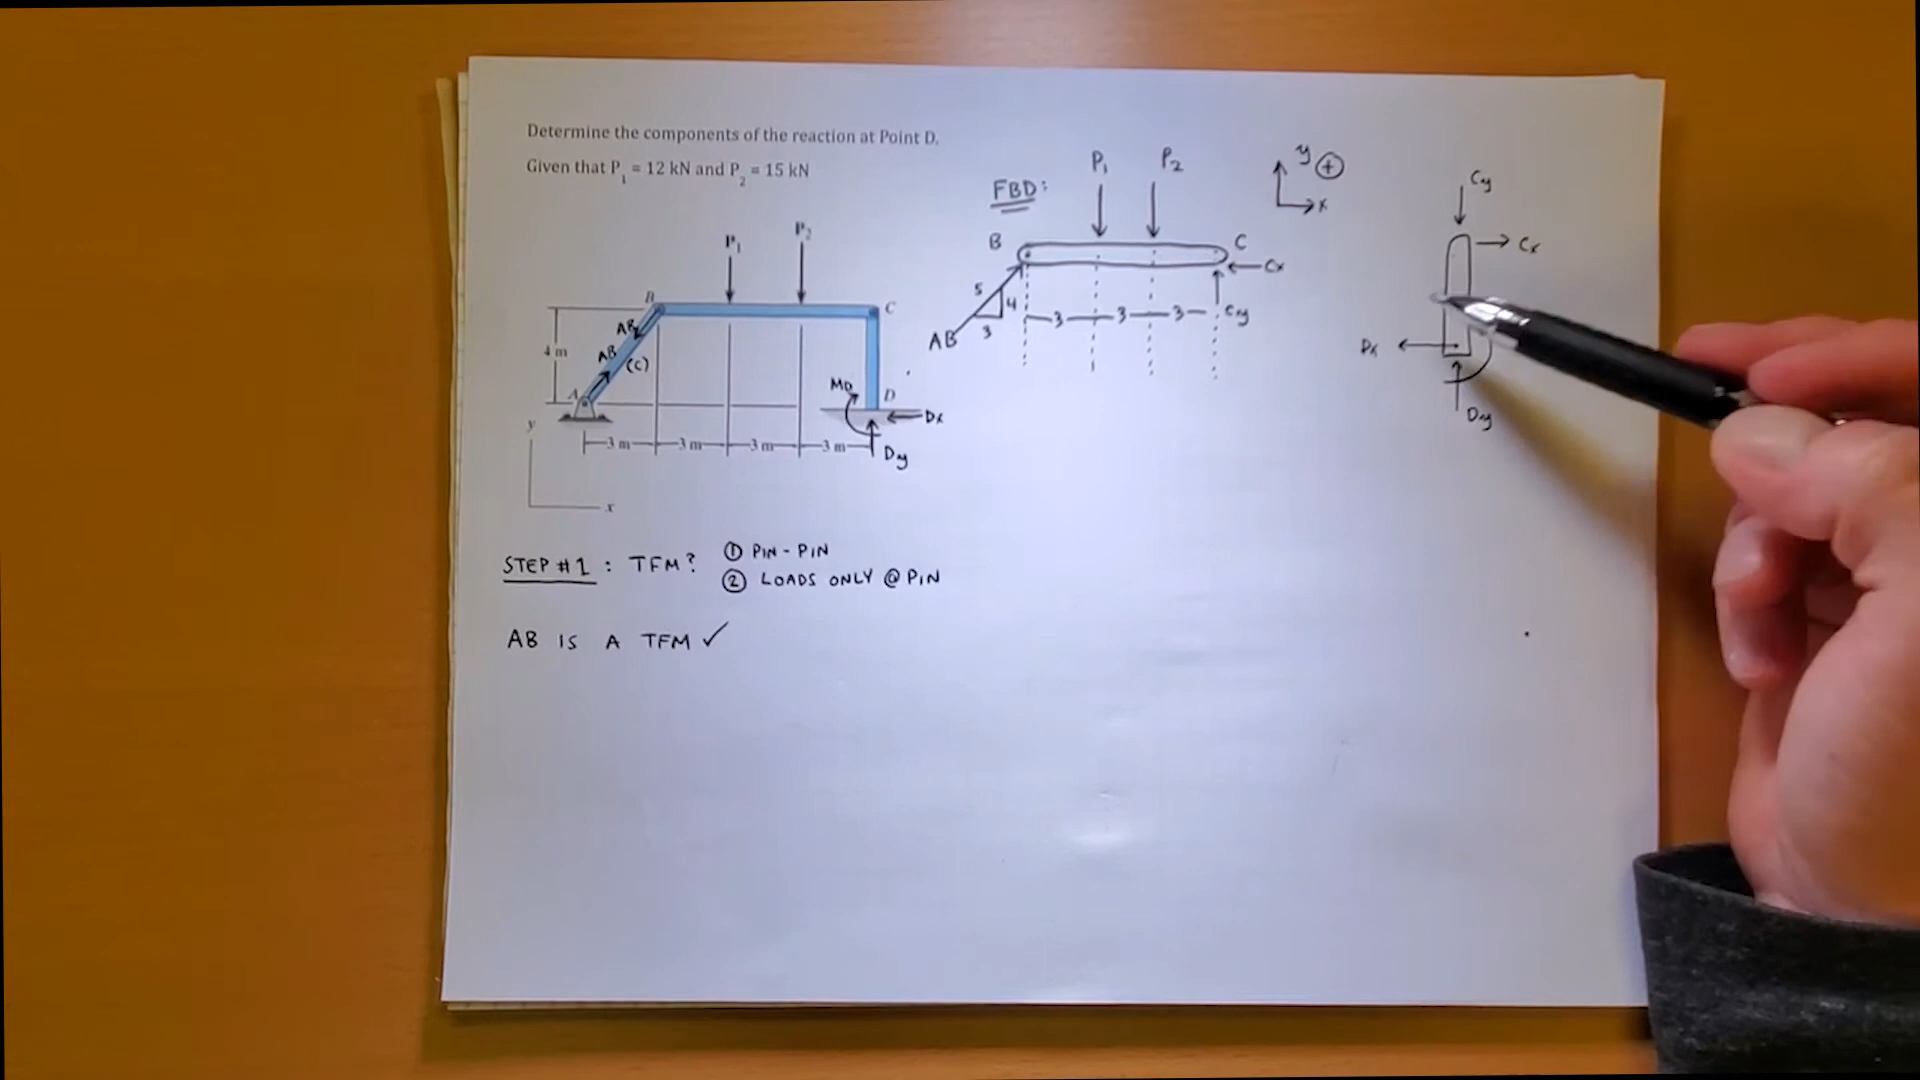 Determine the components of the reaction at Point D.
Given that P1 = 12 kN and P2 = 15 kN
P1
P2
B
C
AB
AB
(C)
4 m
A
MD
D
Dx
Dy
3 m
3 m
3 m
3 m
y
x
FBD:
P1
P2
y
+
x
B
C
Cx
5
4
3
AB
3
3
3
Cy
Cy
Cx
Dx
Dy
STEP #1 : TFM?
① PIN - PIN
② LOADS ONLY @ PIN
AB IS A TFM ✓